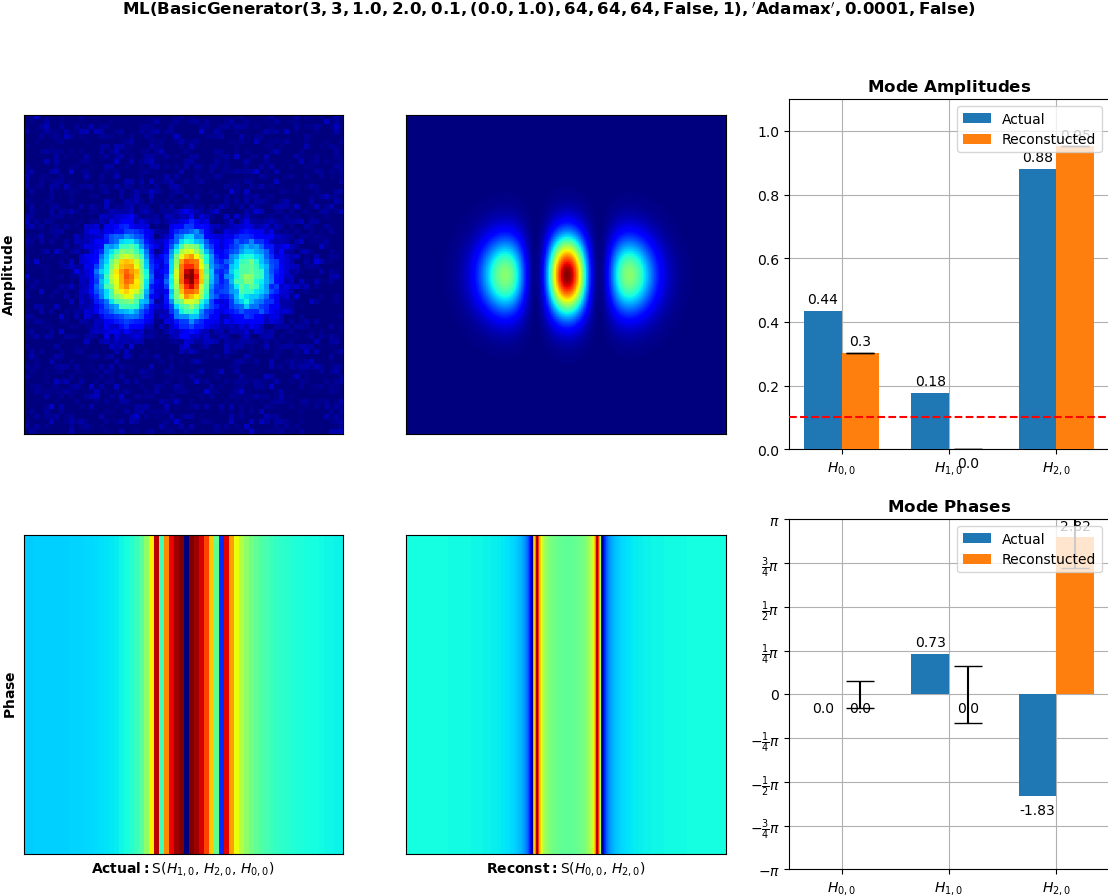 ML(BasicGenerator(3, 3, 1.0, 2.0, 0.1, (0.0, 1.0), 64, 64, 64, False, 1), ′Adamax′, 0.0001, False)
Amplitude
Mode Amplitudes
Actual
Reconstucted
1.0
0.8
0.6
0.4
0.2
0.0
0.44
0.3
0.18
0.0
0.88
0.95
H0,0
H1,0
H2,0
Phase
Actual: S(H1,0, H2,0, H0,0)
Reconst: S(H0,0, H2,0)
Mode Phases
Actual
Reconstucted
π
3/4π
1/2π
1/4π
0
−1/4π
−1/2π
−3/4π
−π
0.0
0.0
0.73
0.0
-1.83
2.82
H0,0
H1,0
H2,0